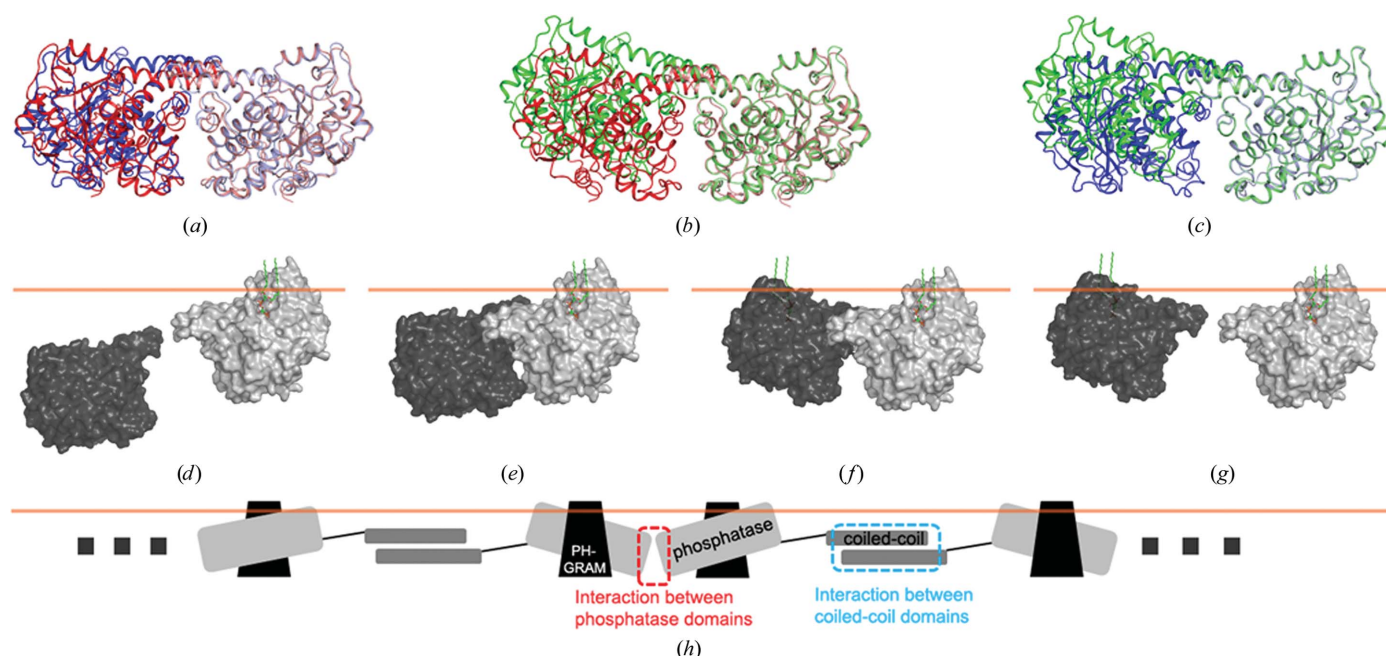 (a)
(b)
(c)
(d)
(e)
(f)
(g)
PH-
GRAM
phosphatase
coiled-coil
Interaction between
phosphatase domains
Interaction between
coiled-coil domains
(h)